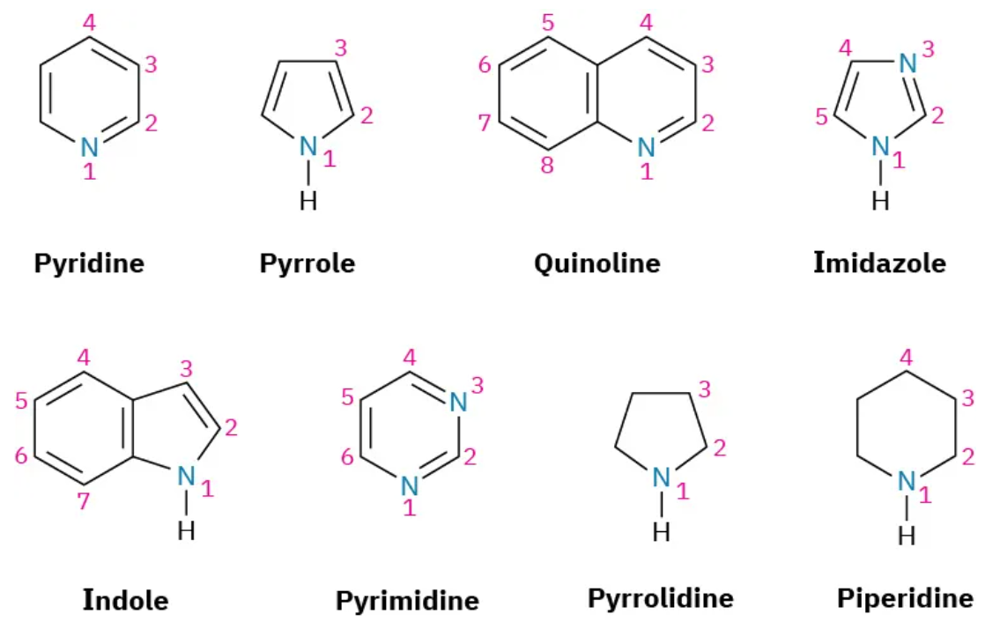 4
3
2
N
1
Pyridine
3
2
N
1
H
Pyrrole
5
4
6
3
7
2
8
N
1
Quinoline
4
N
3
5
2
N
1
H
Imidazole
4
3
5
2
6
N
1
7
H
Indole
4
5
N
3
6
2
N
1
Pyrimidine
3
2
N
1
H
Pyrrolidine
4
3
2
N
1
H
Piperidine